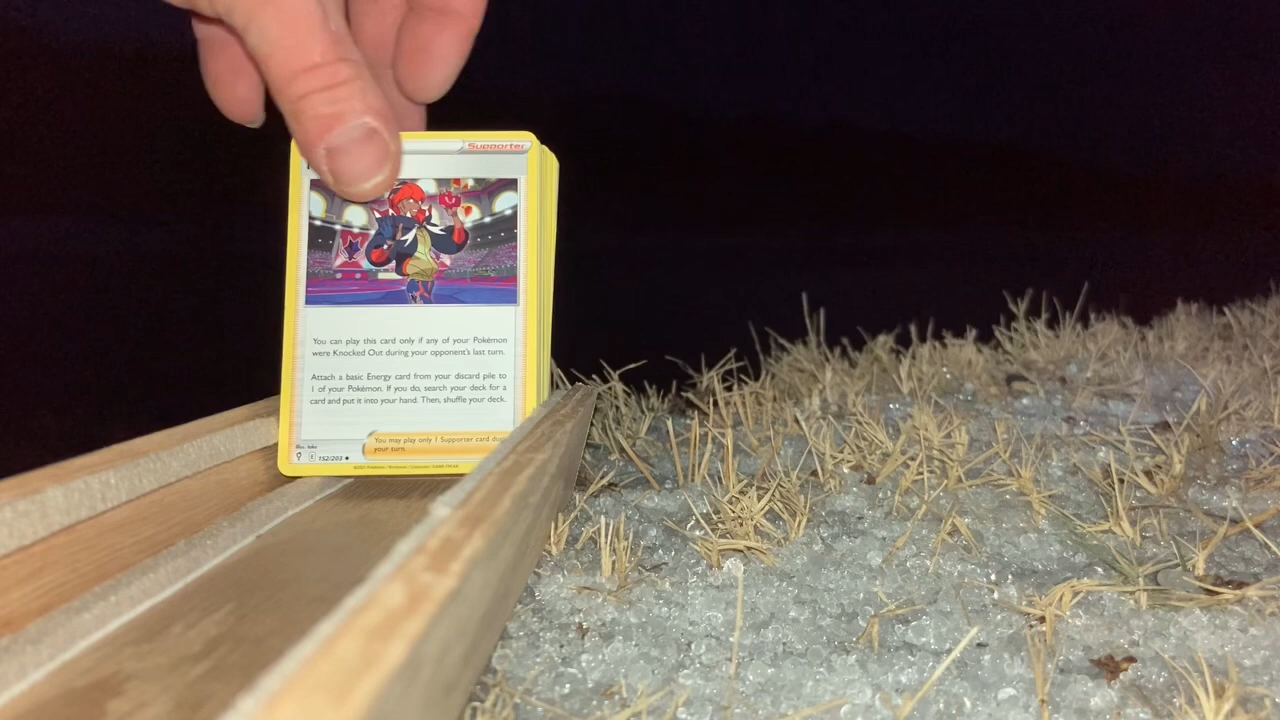 Supporter
You can play this card only if any of your Pokémon
were Knocked Out during your opponent's last turn.
Attach a basic Energy card from your discard pile to
1 of your Pokémon. If you do, search your deck for a
card and put it into your hand. Then, shuffle your deck.
You may play only 1 Supporter card
your turn.
Illus.
E 152/203